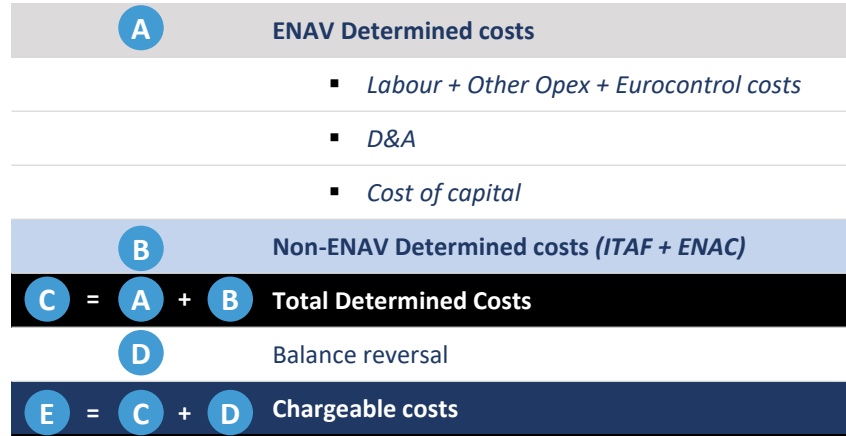 A ENAV Determined costs
▪ Labour + Other Opex + Eurocontrol costs
▪ D&A
▪ Cost of capital
B Non-ENAV Determined costs (ITAF + ENAC)
C = A + B Total Determined Costs
D Balance reversal
E = C + D Chargeable costs